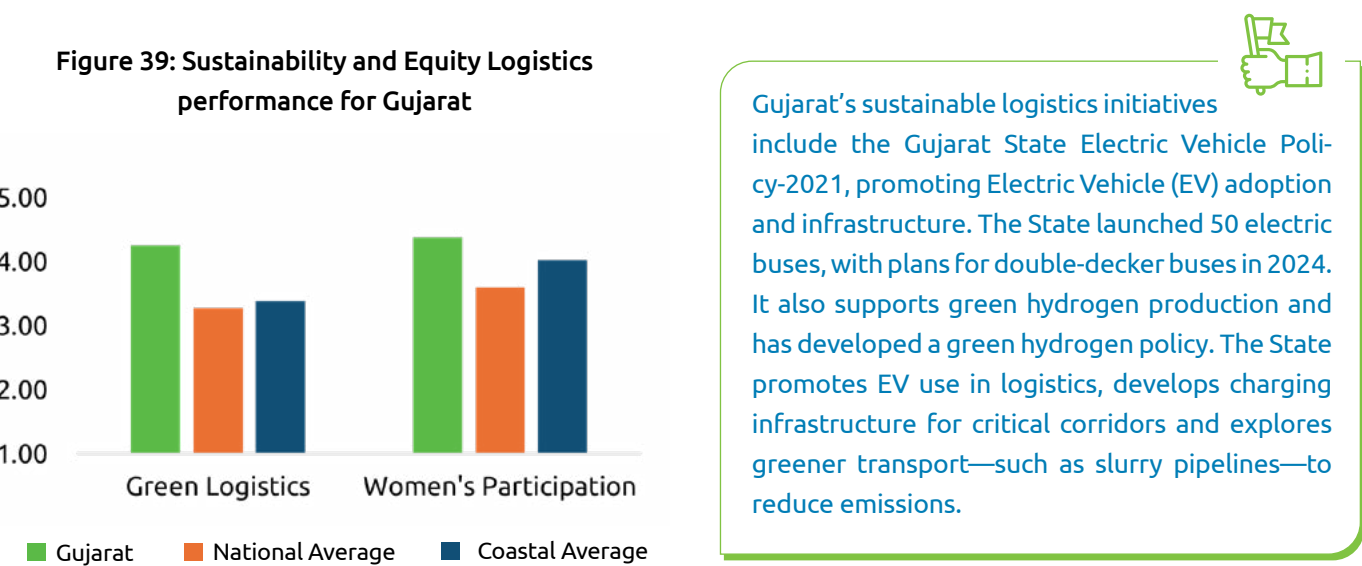 Figure 39: Sustainability and Equity Logistics
performance for Gujarat
5.00
4.00
3.00
2.00
1.00
Green Logistics
Women's Participation
Gujarat
National Average
Coastal Average
Gujarat's sustainable logistics initiatives
include the Gujarat State Electric Vehicle Poli-
cy-2021, promoting Electric Vehicle (EV) adoption
and infrastructure. The State launched 50 electric
buses, with plans for double-decker buses in 2024.
It also supports green hydrogen production and
has developed a green hydrogen policy. The State
promotes EV use in logistics, develops charging
infrastructure for critical corridors and explores
greener transport—such as slurry pipelines—to
reduce emissions.